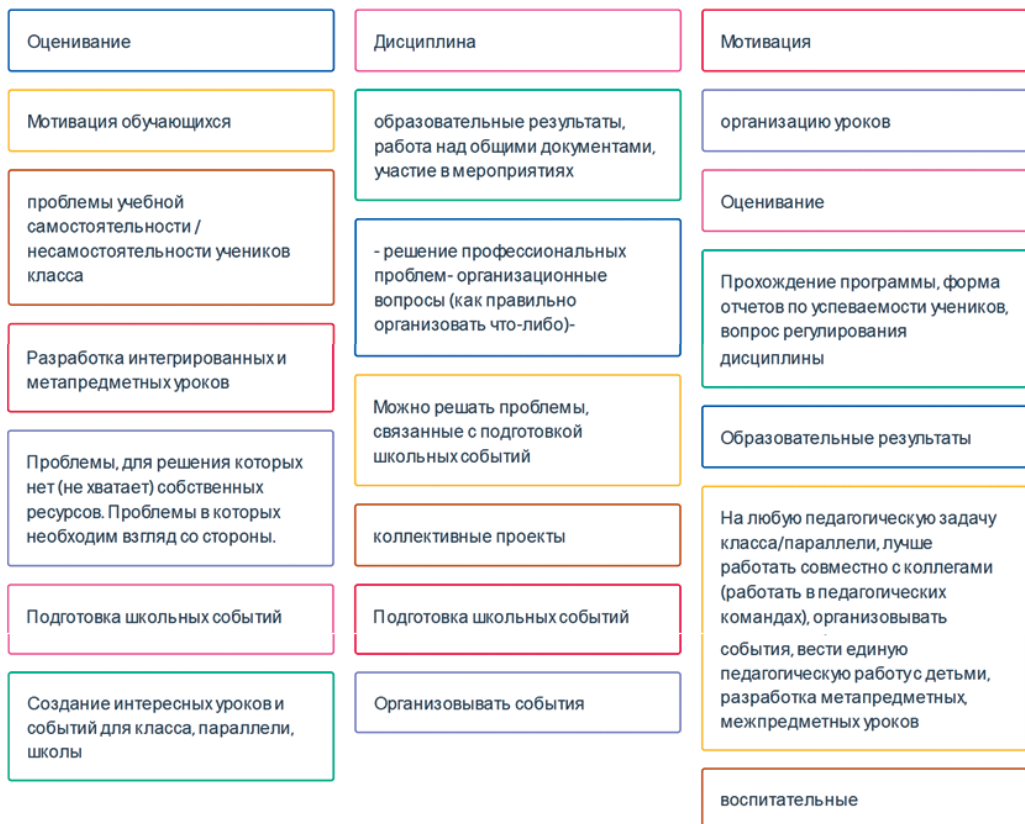 Оценивание
Мотивация обучающихся
проблемы учебной
самостоятельности /
несамостоятельности учеников
класса
Разработка интегрированных и
метапредметных уроков
Проблемы, для решения которых
нет (не хватает) собственных
ресурсов. Проблемы в которых
необходим взгляд со стороны.
Подготовка школьных событий
Создание интересных уроков и
событий для класса, параллели,
школы
Дисциплина
образовательные результаты,
работа над общими документами,
участие в мероприятиях
- решение профессиональных
проблем- организационные
вопросы (как правильно
организовать что-либо)-
Можно решать проблемы,
связанные с подготовкой
школьных событий
коллективные проекты
Подготовка школьных событий
Организовывать события
Мотивация
организацию уроков
Оценивание
Прохождение программы, форма
отчетов по успеваемости учеников,
вопрос регулирования
дисциплины
Образовательные результаты
На любую педагогическую задачу
класса/параллели, лучше
работать совместно с коллегами
(работать в педагогических
командах), организовывать
события, вести единую
педагогическую работу с детьми,
разработка метапредметных,
межпредметных уроков
воспитательные